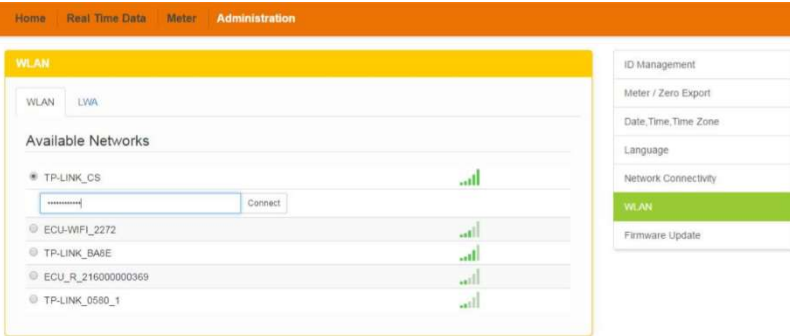 Home Real Time Data Meter Administration
WLAN
WLAN LWA
Available Networks
TP-LINK_CS
************ Connect
ECU-WIFI_2272
TP-LINK_BA8E
ECU_R_216000000369
TP-LINK_0580_1
ID Management
Meter / Zero Export
Date,Time,Time Zone
Language
Network Connectivity
WLAN
Firmware Update